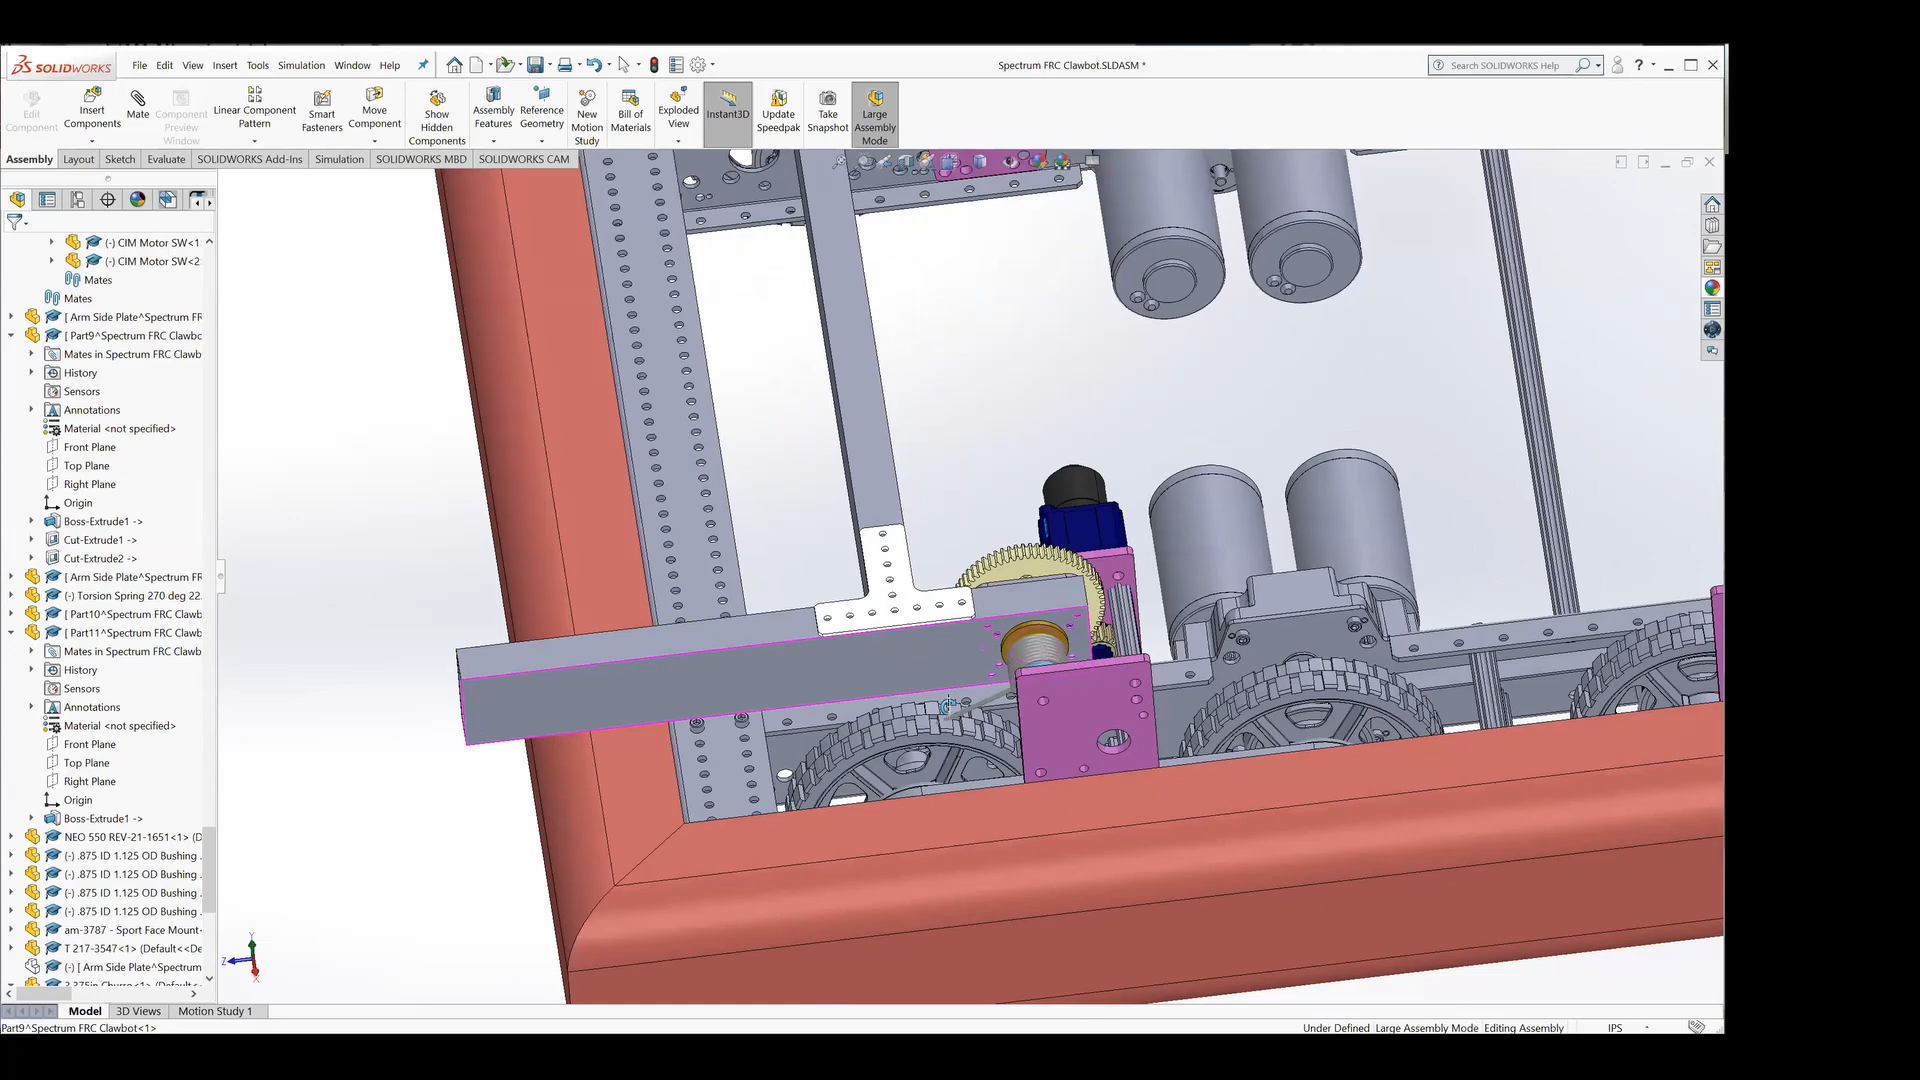 SOLIDWORKS
File Edit View Insert Tools Simulation Window Help
Spectrum FRC Clawbot.SLDASM *
Search SOLIDWORKS Help
Edit Component
Insert Components
Mate
Component Preview Window
Linear Component Pattern
Smart Fasteners
Move Component
Show Hidden Components
Assembly Features
Reference Geometry
New Motion Study
Bill of Materials
Exploded View
Instant3D
Update Speedpak
Take Snapshot
Large Assembly Mode
Assembly Layout Sketch Evaluate SOLIDWORKS Add-Ins Simulation SOLIDWORKS MBD SOLIDWORKS CAM
(-) CIM Motor SW<1
(-) CIM Motor SW<2
Mates
Mates
[ Arm Side Plate^Spectrum FR
[ Part9^Spectrum FRC Clawbc
Mates in Spectrum FRC Clawb
History
Sensors
Annotations
Material <not specified>
Front Plane
Top Plane
Right Plane
Origin
Boss-Extrude1 ->
Cut-Extrude1 ->
Cut-Extrude2 ->
[ Arm Side Plate^Spectrum FR
(-) Torsion Spring 270 deg 22.
[ Part10^Spectrum FRC Clawb
[ Part11^Spectrum FRC Clawb
Mates in Spectrum FRC Clawb
History
Sensors
Annotations
Material <not specified>
Front Plane
Top Plane
Right Plane
Origin
Boss-Extrude1 ->
NEO 550 REV-21-1651<1> (D
(-) .875 ID 1.125 OD Bushing .
(-) .875 ID 1.125 OD Bushing .
(-) .875 ID 1.125 OD Bushing .
(-) .875 ID 1.125 OD Bushing .
am-3787 - Sport Face Mount-
T 217-3547<1> (Default<<De
(-) [ Arm Side Plate^Spectrum
Y
Z
X
Model 3D Views Motion Study 1
Part9^Spectrum FRC Clawbot<1>
Under Defined Large Assembly Mode Editing Assembly IPS